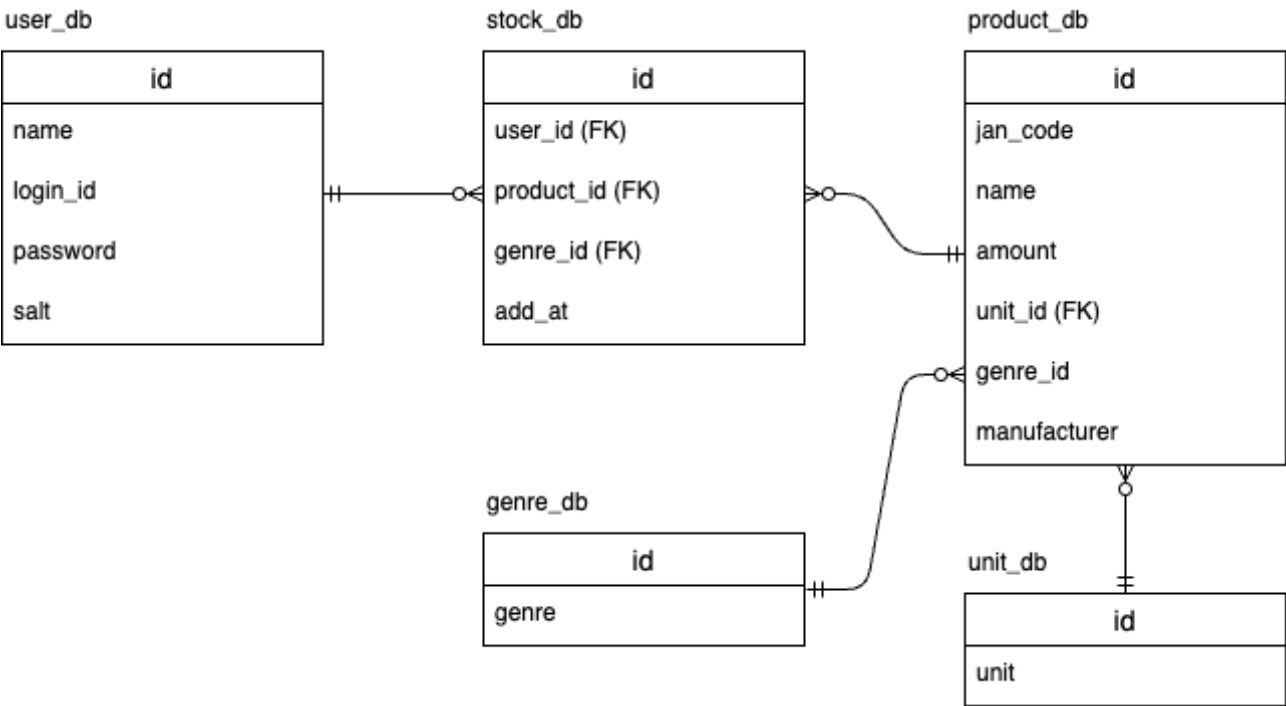 user_db
id
name
login_id
password
salt
stock_db
id
user_id (FK)
product_id (FK)
genre_id (FK)
add_at
product_db
id
jan_code
name
amount
unit_id (FK)
genre_id
manufacturer
genre_db
id
genre
unit_db
id
unit